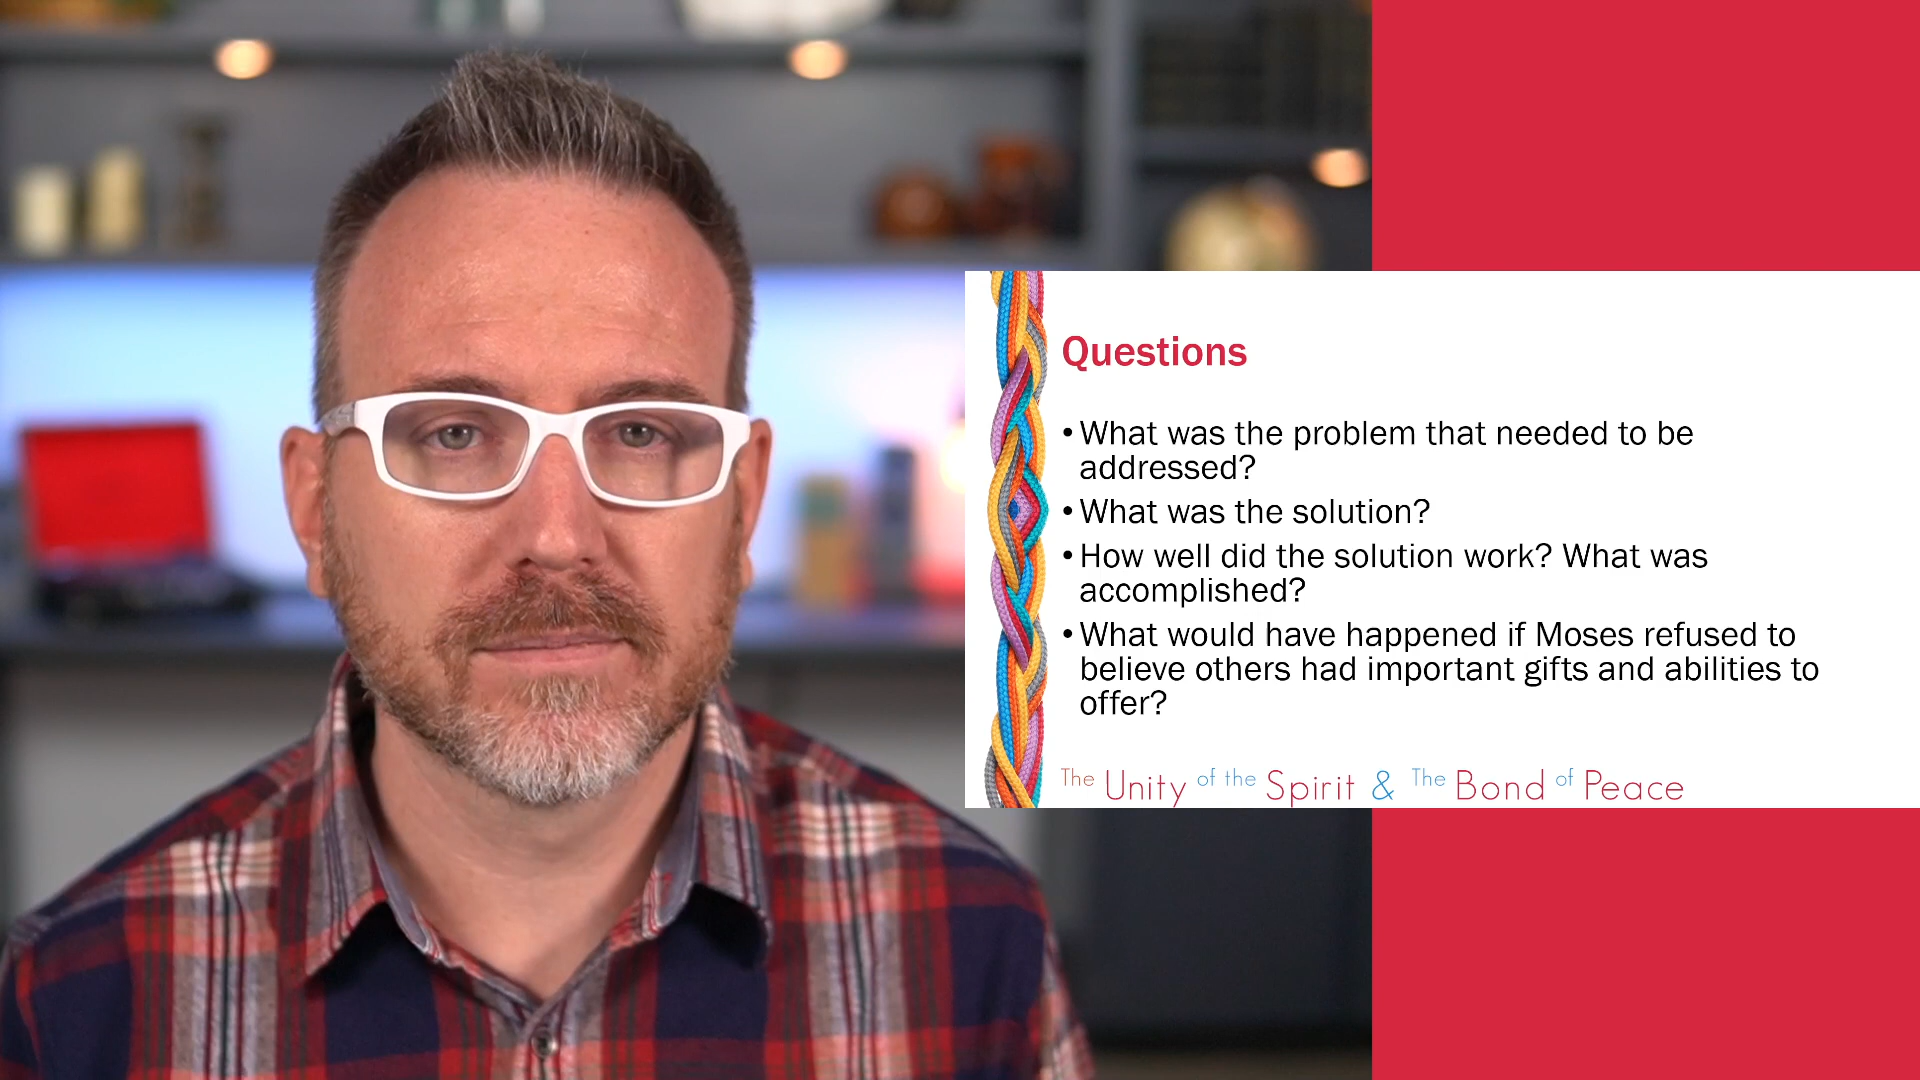 Questions
• What was the problem that needed to be
addressed?
• What was the solution?
• How well did the solution work? What was
accomplished?
• What would have happened if Moses refused to
believe others had important gifts and abilities to
offer?
The Unity of the Spirit & The Bond of Peace